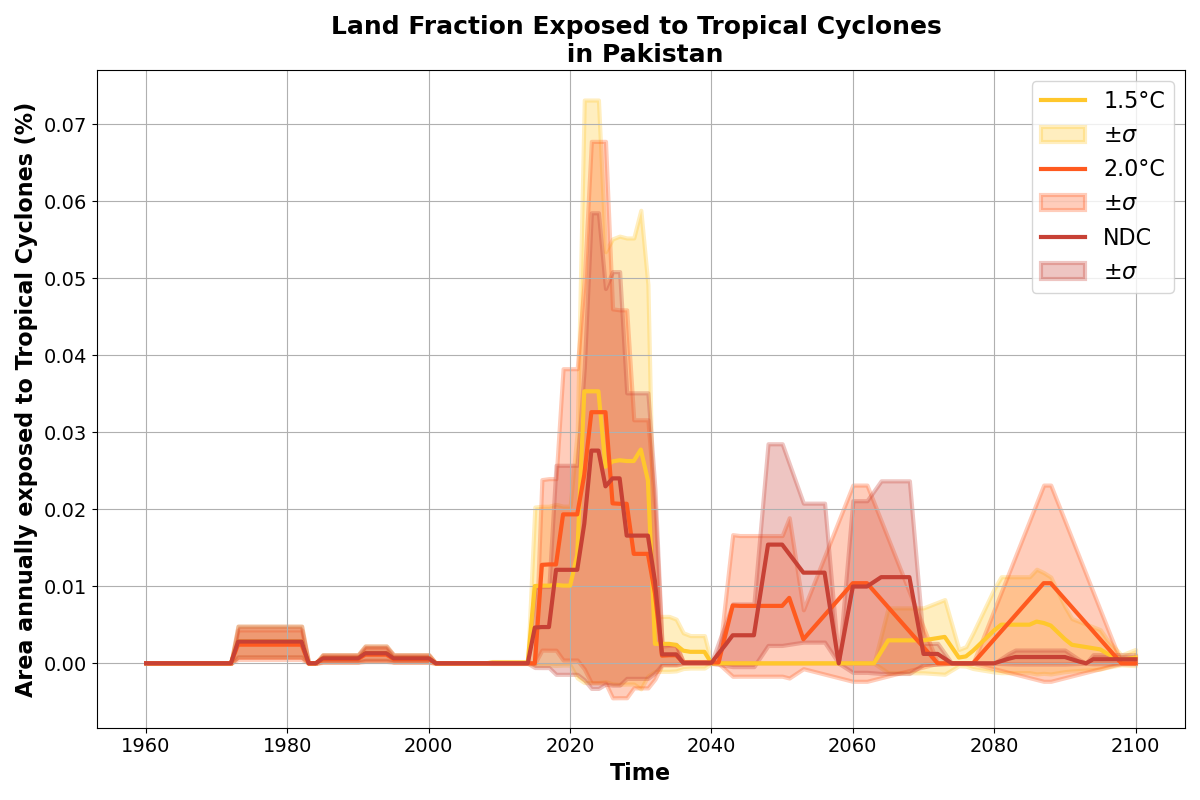 Land Fraction Exposed to Tropical Cyclones
in Pakistan
Area annually exposed to Tropical Cyclones (%)
0.07
0.06
0.05
0.04
0.03
0.02
0.01
0.00
1960
1980
2000
2020
2040
2060
2080
2100
Time
1.5°C
±σ
2.0°C
±σ
NDC
±σ